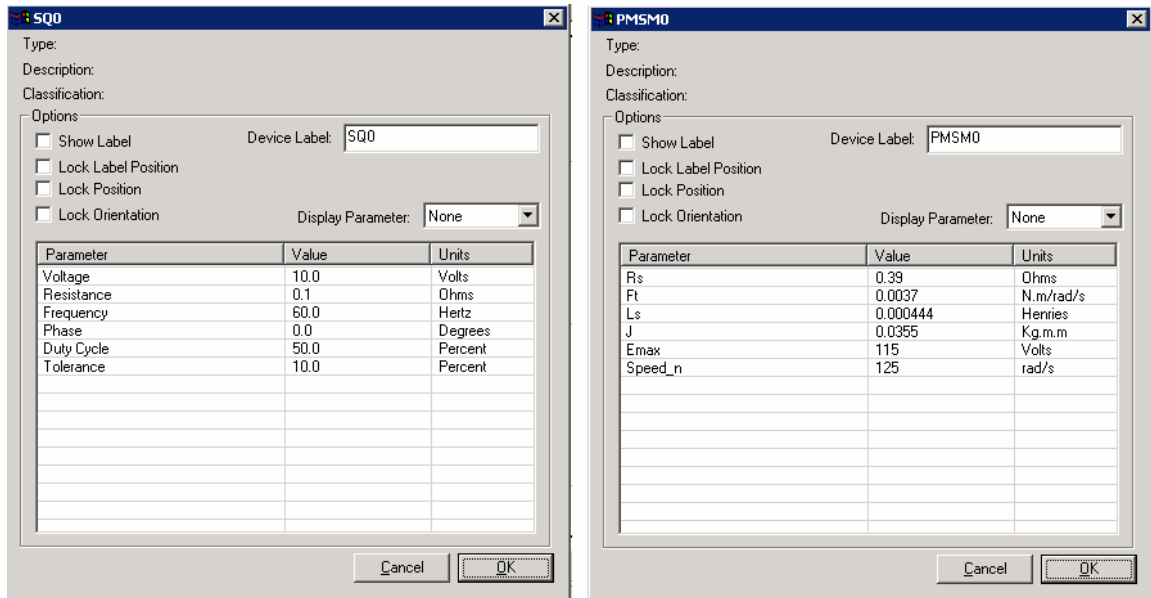 SQ0
Type:
Description:
Classification:
Options
Show Label
Device Label: SQ0
Lock Label Position
Lock Position
Lock Orientation
Display Parameter: None
Parameter Value Units
Voltage 10.0 Volts
Resistance 0.1 Ohms
Frequency 60.0 Hertz
Phase 0.0 Degrees
Duty Cycle 50.0 Percent
Tolerance 10.0 Percent
Cancel OK
PMSM0
Type:
Description:
Classification:
Options
Show Label
Device Label: PMSM0
Lock Label Position
Lock Position
Lock Orientation
Display Parameter: None
Parameter Value Units
Rs 0.39 Ohms
Ft 0.0037 N.m/rad/s
Ls 0.000444 Henries
J 0.0355 Kg.m.m
Emax 115 Volts
Speed_n 125 rad/s
Cancel OK